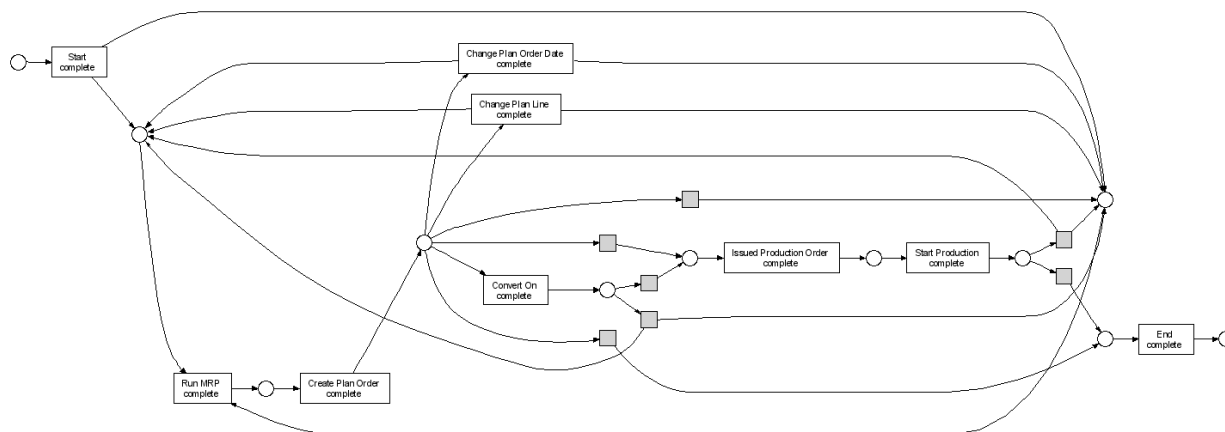 Start
complete
Change Plan Order Date
complete
Change Plan Line
complete
Issued Production Order
complete
Start Production
complete
Convert On
complete
End
complete
Run MRP
complete
Create Plan Order
complete